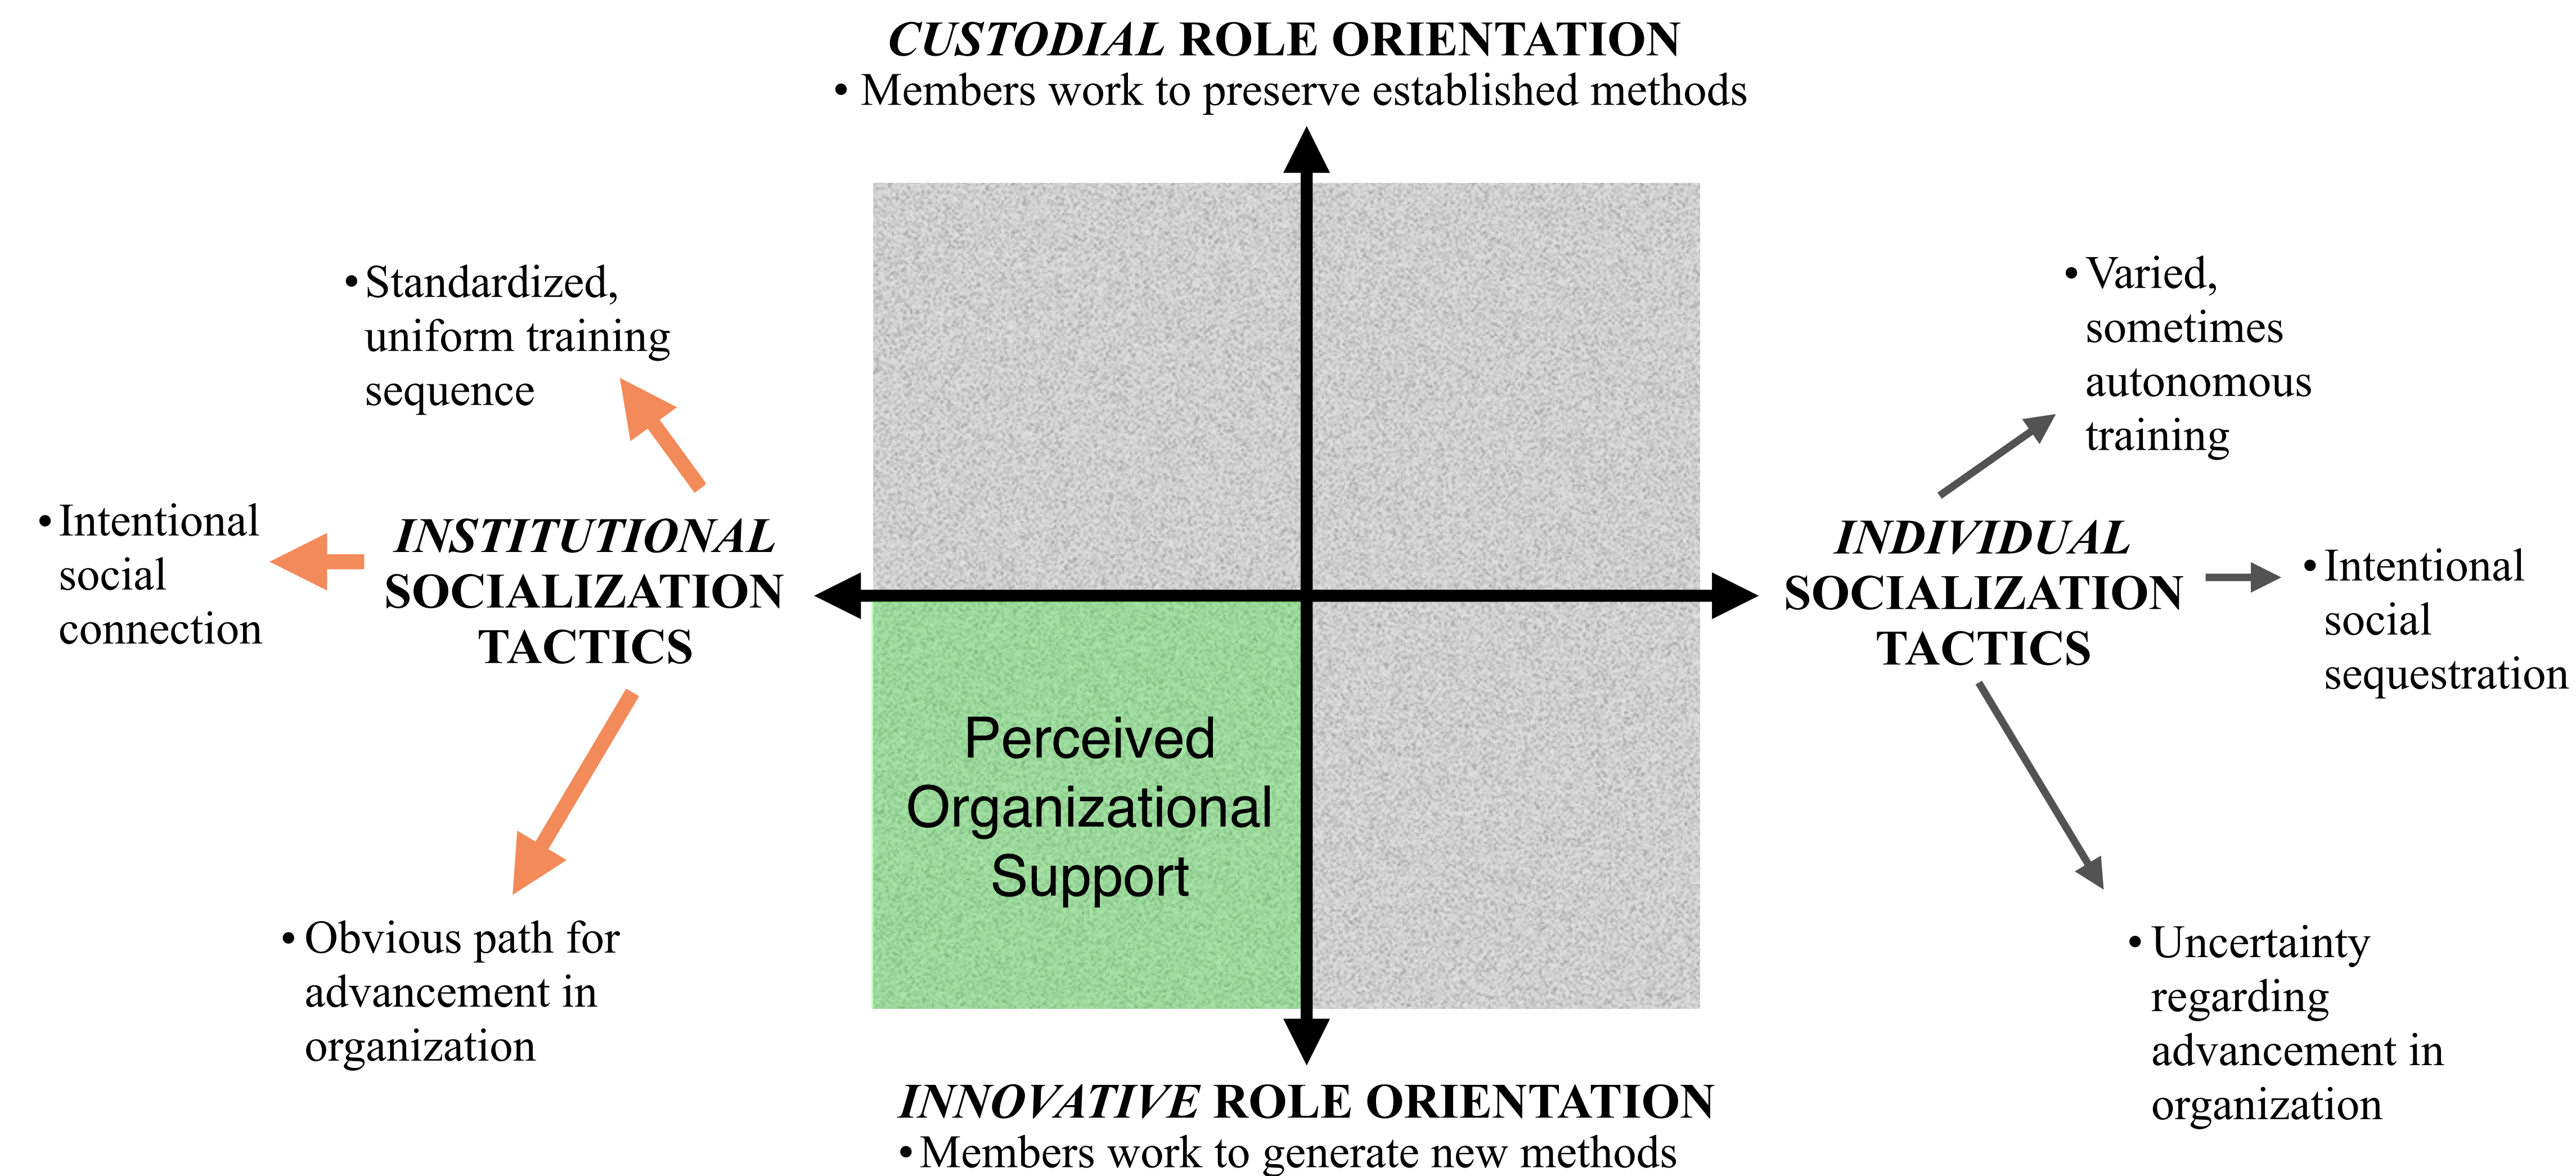 CUSTODIAL ROLE ORIENTATION
• Members work to preserve established methods
• Standardized,
uniform training
sequence
• Intentional
social
connection
INSTITUTIONAL
SOCIALIZATION
TACTICS
• Obvious path for
advancement in
organization
Perceived
Organizational
Support
• Varied,
sometimes
autonomous
training
INDIVIDUAL
SOCIALIZATION
TACTICS
• Intentional
social
sequestration
• Uncertainty
regarding
advancement in
organization
INNOVATIVE ROLE ORIENTATION
• Members work to generate new methods